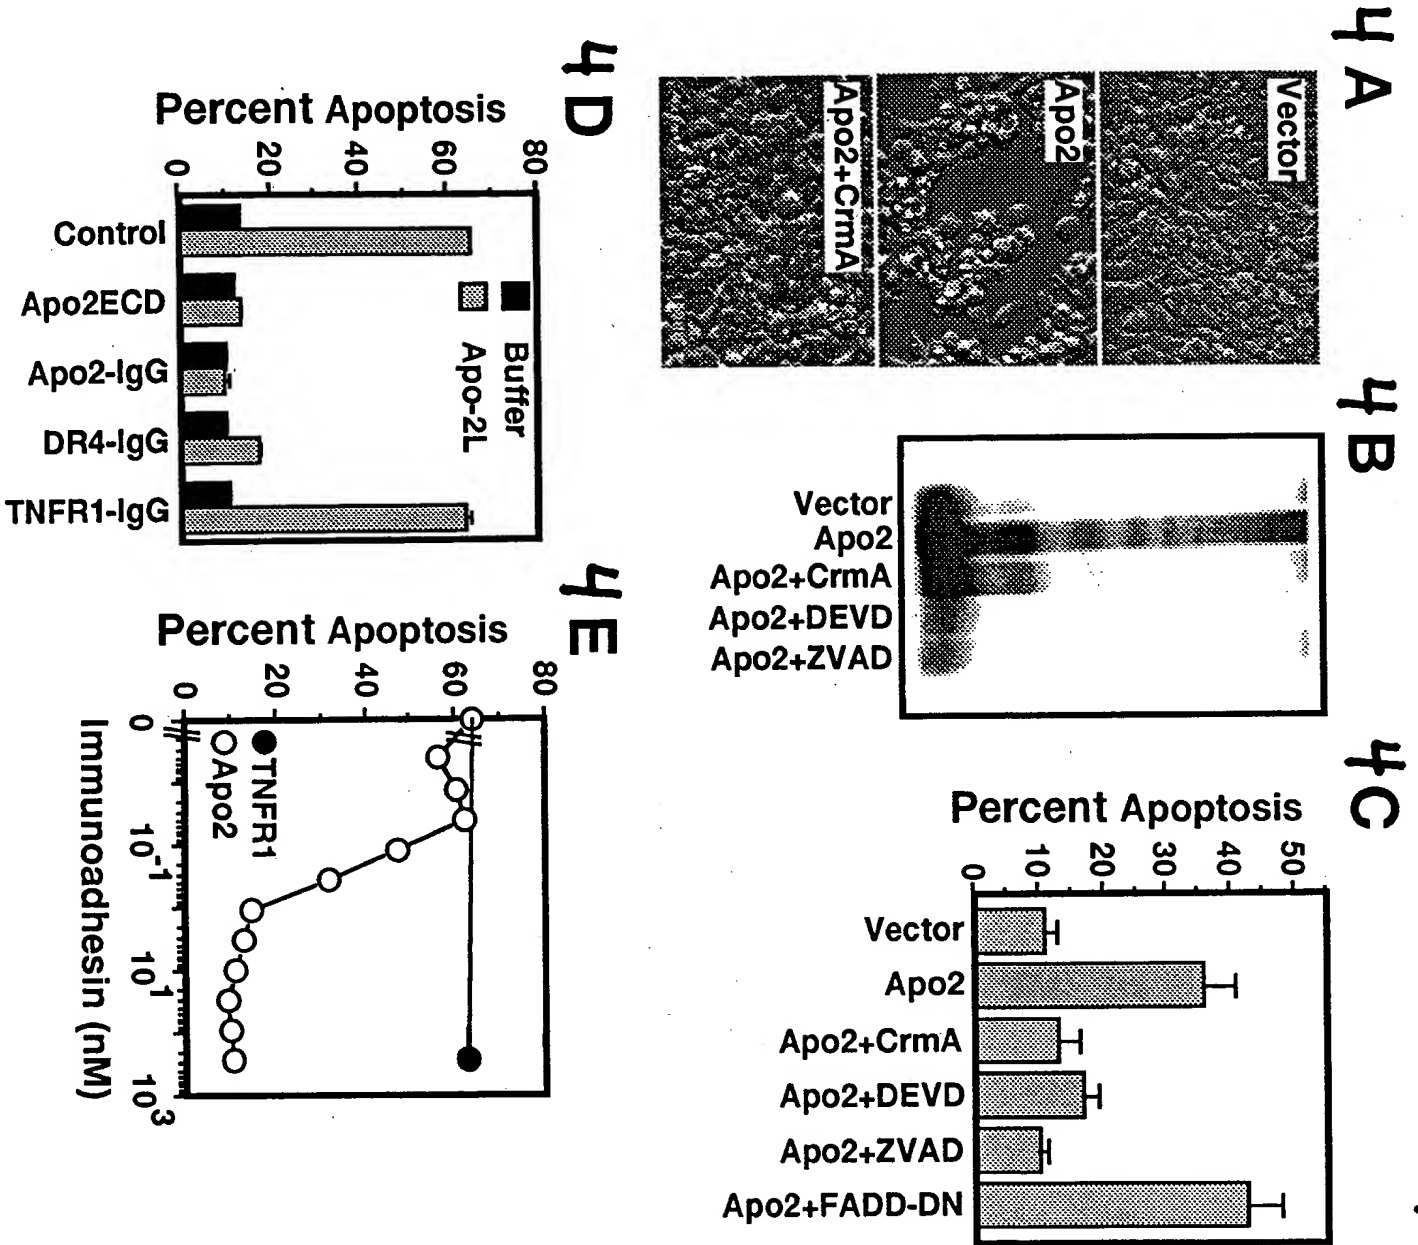 4A
Vector
Apo2
Apo2+CrmA
4B
Vector
Apo2
Apo2+CrmA
Apo2+DEVD
Apo2+ZVAD
4C
Percent Apoptosis
0 10 20 30 40 50
Vector
Apo2
Apo2+CrmA
Apo2+DEVD
Apo2+ZVAD
Apo2+FADD-DN
4D
Percent Apoptosis
0 20 40 60 80
Buffer
Apo-2L
Control
Apo2ECD
Apo2-IgG
DR4-IgG
TNFR1-IgG
4E
Percent Apoptosis
0 20 40 60 80
TNFR1
Apo2
0 10-1 101 103
Immunoadhesin (nM)